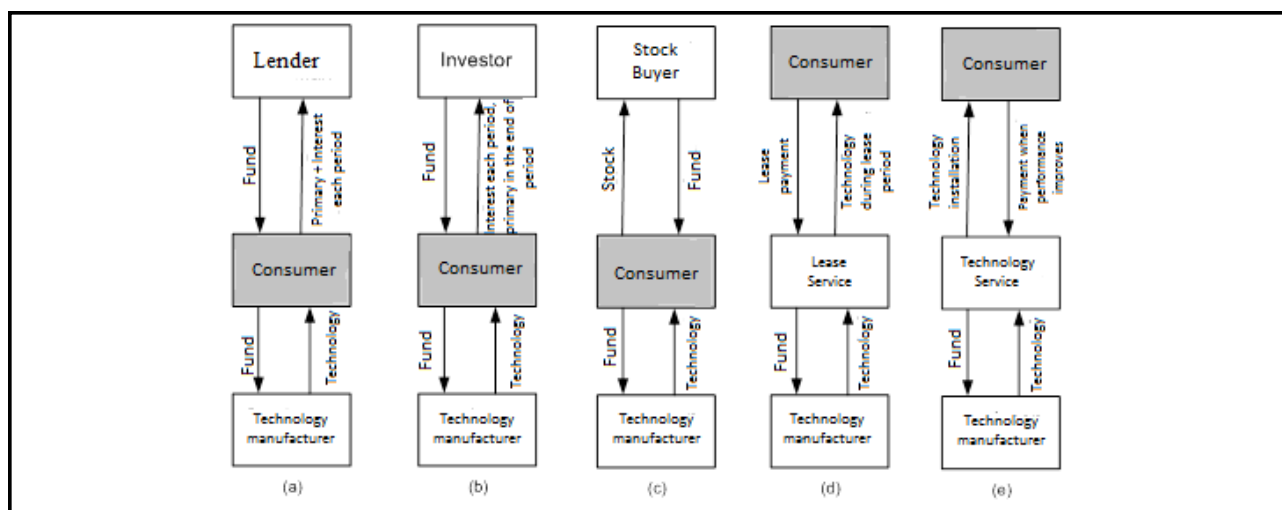 Lender
Fund
Primary + Interest
each period
Consumer
Fund
Technology
Technology
manufacturer
(a)
Investor
Fund
Interest each period,
primary in the end of
period
Consumer
Fund
Technology
Technology
manufacturer
(b)
Stock
Buyer
Stock
Fund
Consumer
Fund
Technology
Technology
manufacturer
(c)
Consumer
Lease
payment
Technology
during lease
period
Lease
Service
Fund
Technology
Technology
manufacturer
(d)
Consumer
Technology
installation
Payment when
performance
improves
Technology
Service
Fund
Technology
Technology
manufacturer
(e)